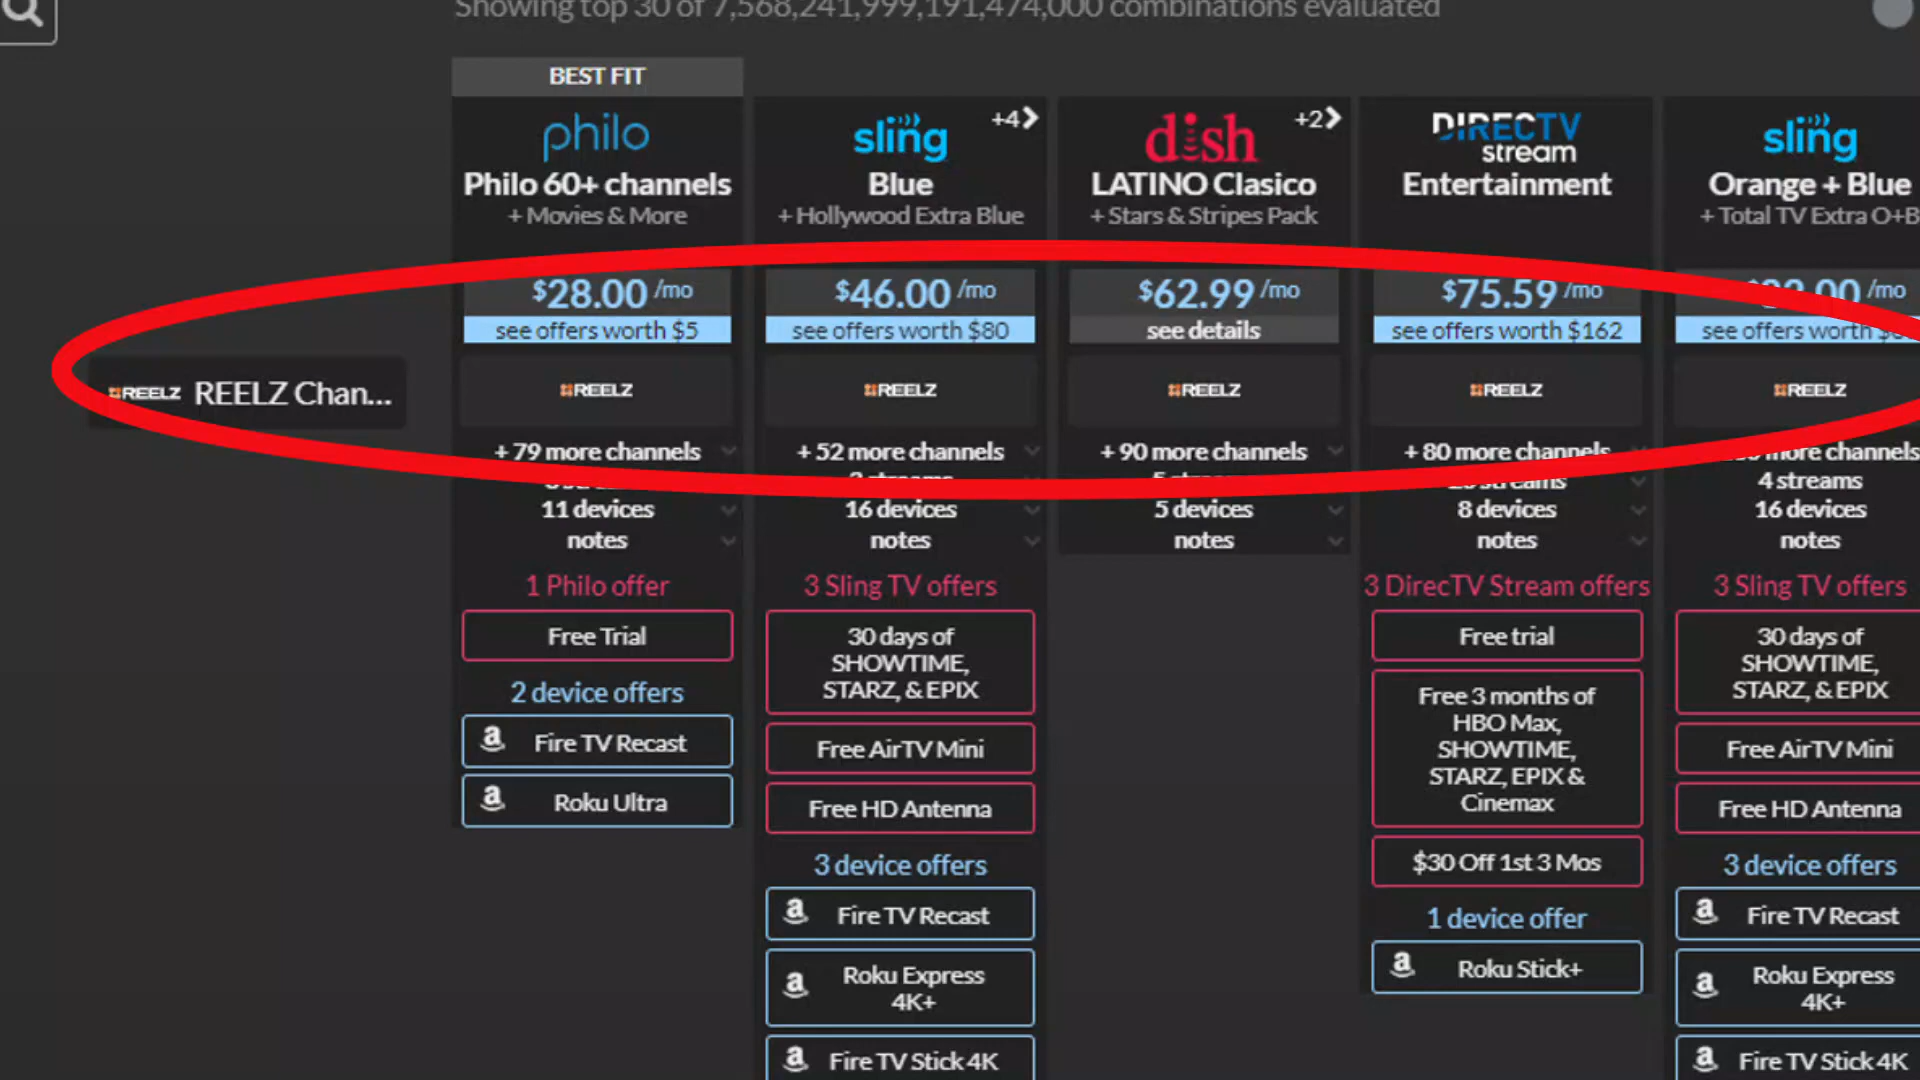 Showing top 30 of 7,568,241,999,191,474,000 combinations evaluated
BEST FIT
philo
Philo 60+ channels
+ Movies & More
$28.00 /mo
see offers worth $5
REELZ
+ 79 more channels
11 devices
notes
1 Philo offer
Free Trial
2 device offers
Fire TV Recast
Roku Ultra
sling
+4
Blue
+ Hollywood Extra Blue
$46.00 /mo
see offers worth $80
REELZ
+ 52 more channels
16 devices
notes
3 Sling TV offers
30 days of
SHOWTIME,
STARZ, & EPIX
Free AirTV Mini
Free HD Antenna
3 device offers
Fire TV Recast
Roku Express
4K+
Fire TV Stick 4K
dish
+2
LATINO Clasico
+ Stars & Stripes Pack
$62.99 /mo
see details
REELZ
+ 90 more channels
5 devices
notes
DIRECTV
stream
Entertainment
$75.59 /mo
see offers worth $162
REELZ
+ 80 more channels
streams
8 devices
notes
3 DirecTV Stream offers
Free trial
Free 3 months of
HBO Max,
SHOWTIME,
STARZ, EPIX &
Cinemax
$30 Off 1st 3 Mos
1 device offer
Roku Stick+
sling
Orange + Blue
+ Total TV Extra O+B
/mo
see offers worth
REELZ
more channels
4 streams
16 devices
notes
3 Sling TV offers
30 days of
SHOWTIME,
STARZ, & EPIX
Free AirTV Mini
Free HD Antenna
3 device offers
Fire TV Recast
Roku Express
4K+
Fire TV Stick 4K
REELZ REELZ Chan...